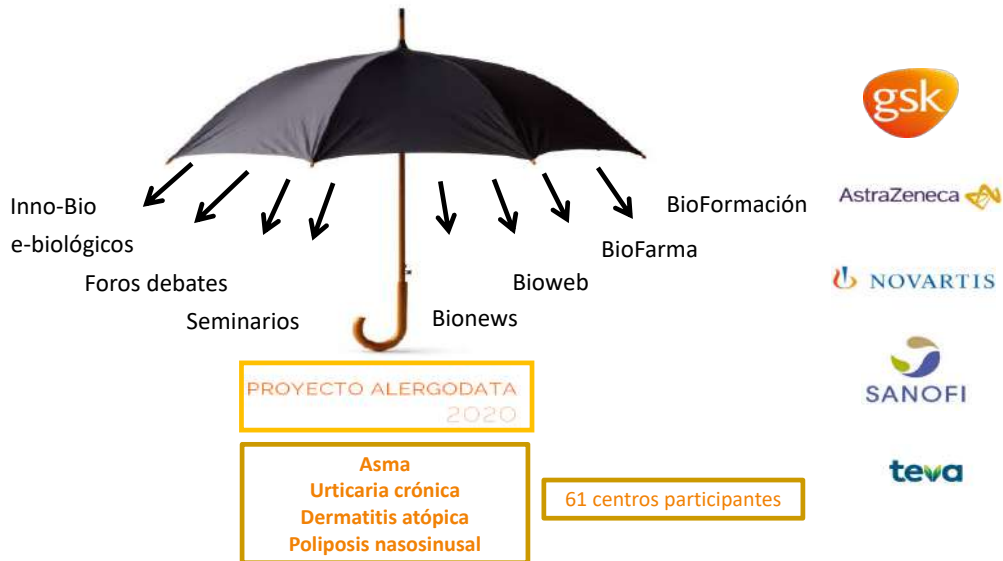 Inno-Bio
e-biológicos
Foros debates
Seminarios
Bionews
Bioweb
BioFarma
BioFormación
PROYECTO ALERGODATA
2020
Asma
Urticaria crónica
Dermatitis atópica
Poliposis nasosinusal
61 centros participantes
gsk
AstraZeneca
NOVARTIS
SANOFI
teva